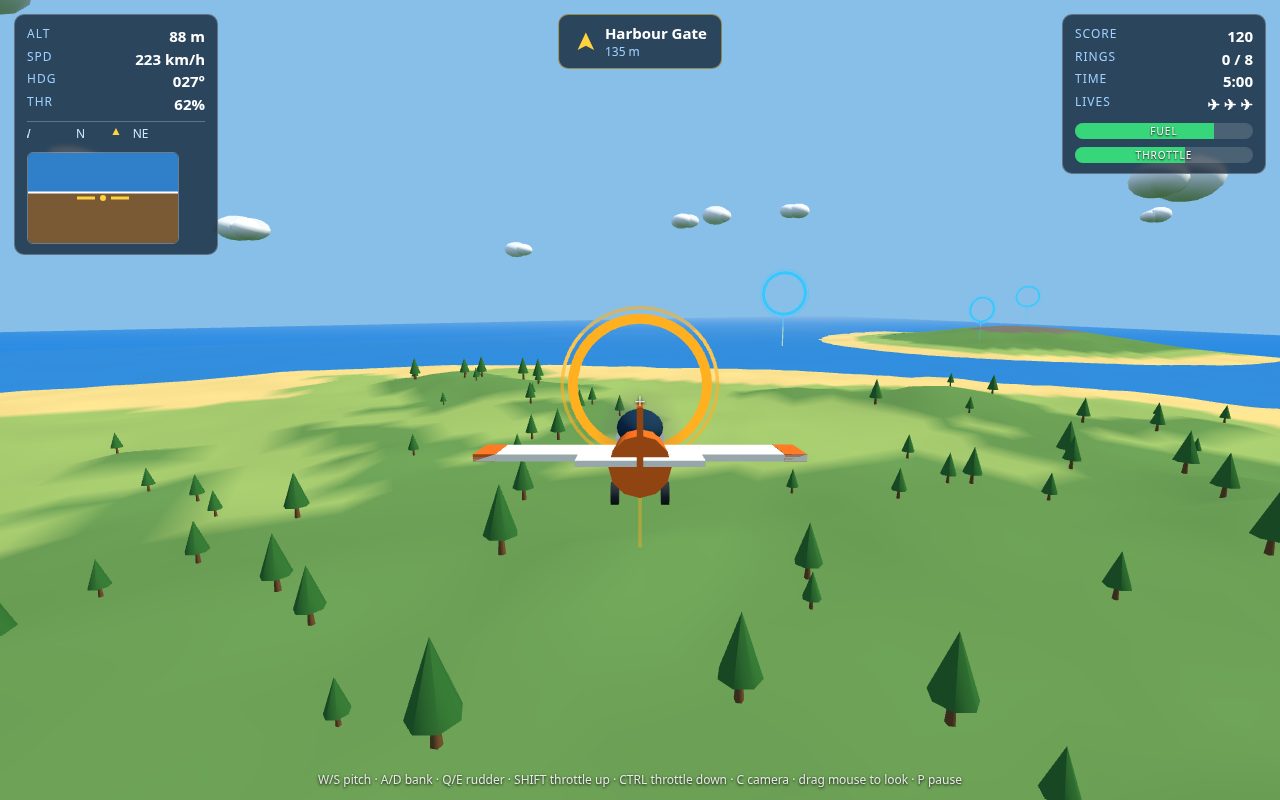 ALT 88 m
SPD 223 km/h
HDG 027°
THR 62%
N NE
Harbour Gate
135 m
SCORE 120
RINGS 0 / 8
TIME 5:00
LIVES
FUEL
THROTTLE
W/S pitch · A/D bank · Q/E rudder · SHIFT throttle up · CTRL throttle down · C camera · drag mouse to look · P pause